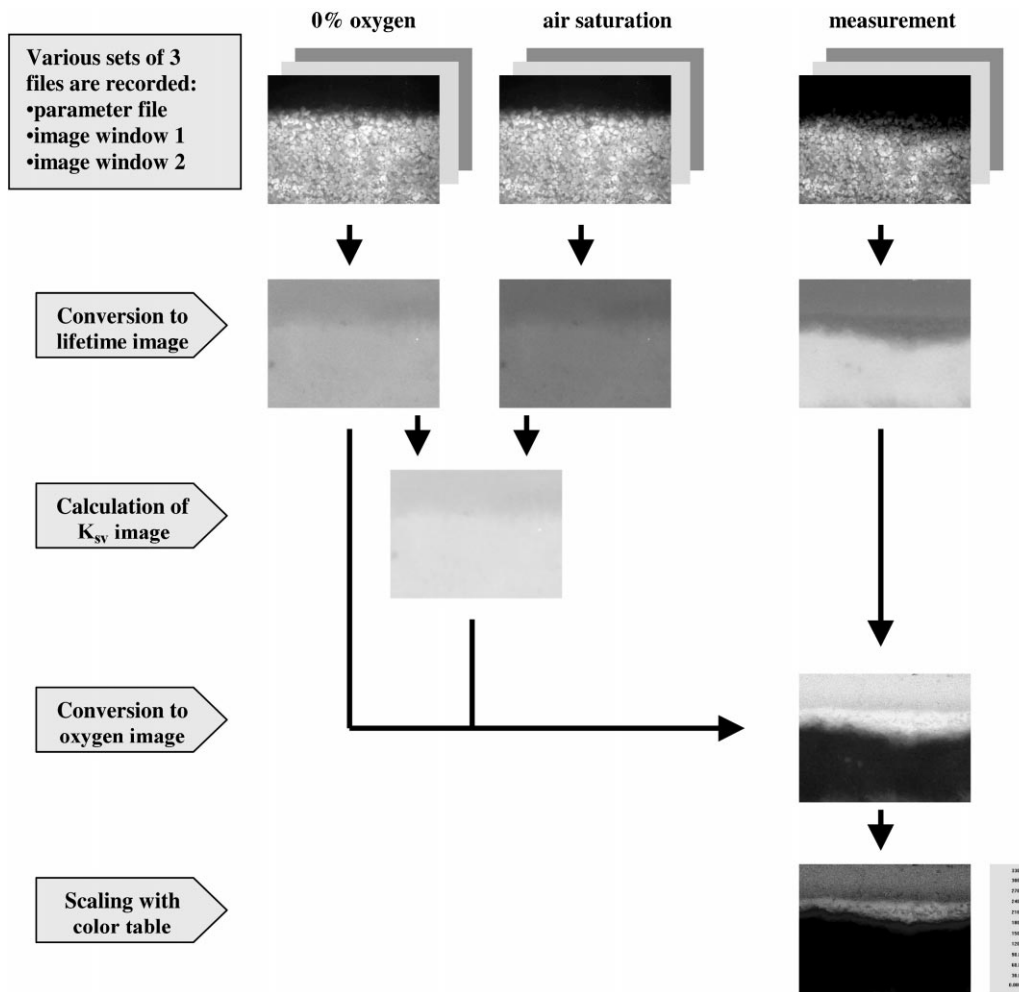 0% oxygen
air saturation
measurement
Various sets of 3
files are recorded:
•parameter file
•image window 1
•image window 2
Conversion to
lifetime image
Calculation of
Ksv image
Conversion to
oxygen image
Scaling with
color table